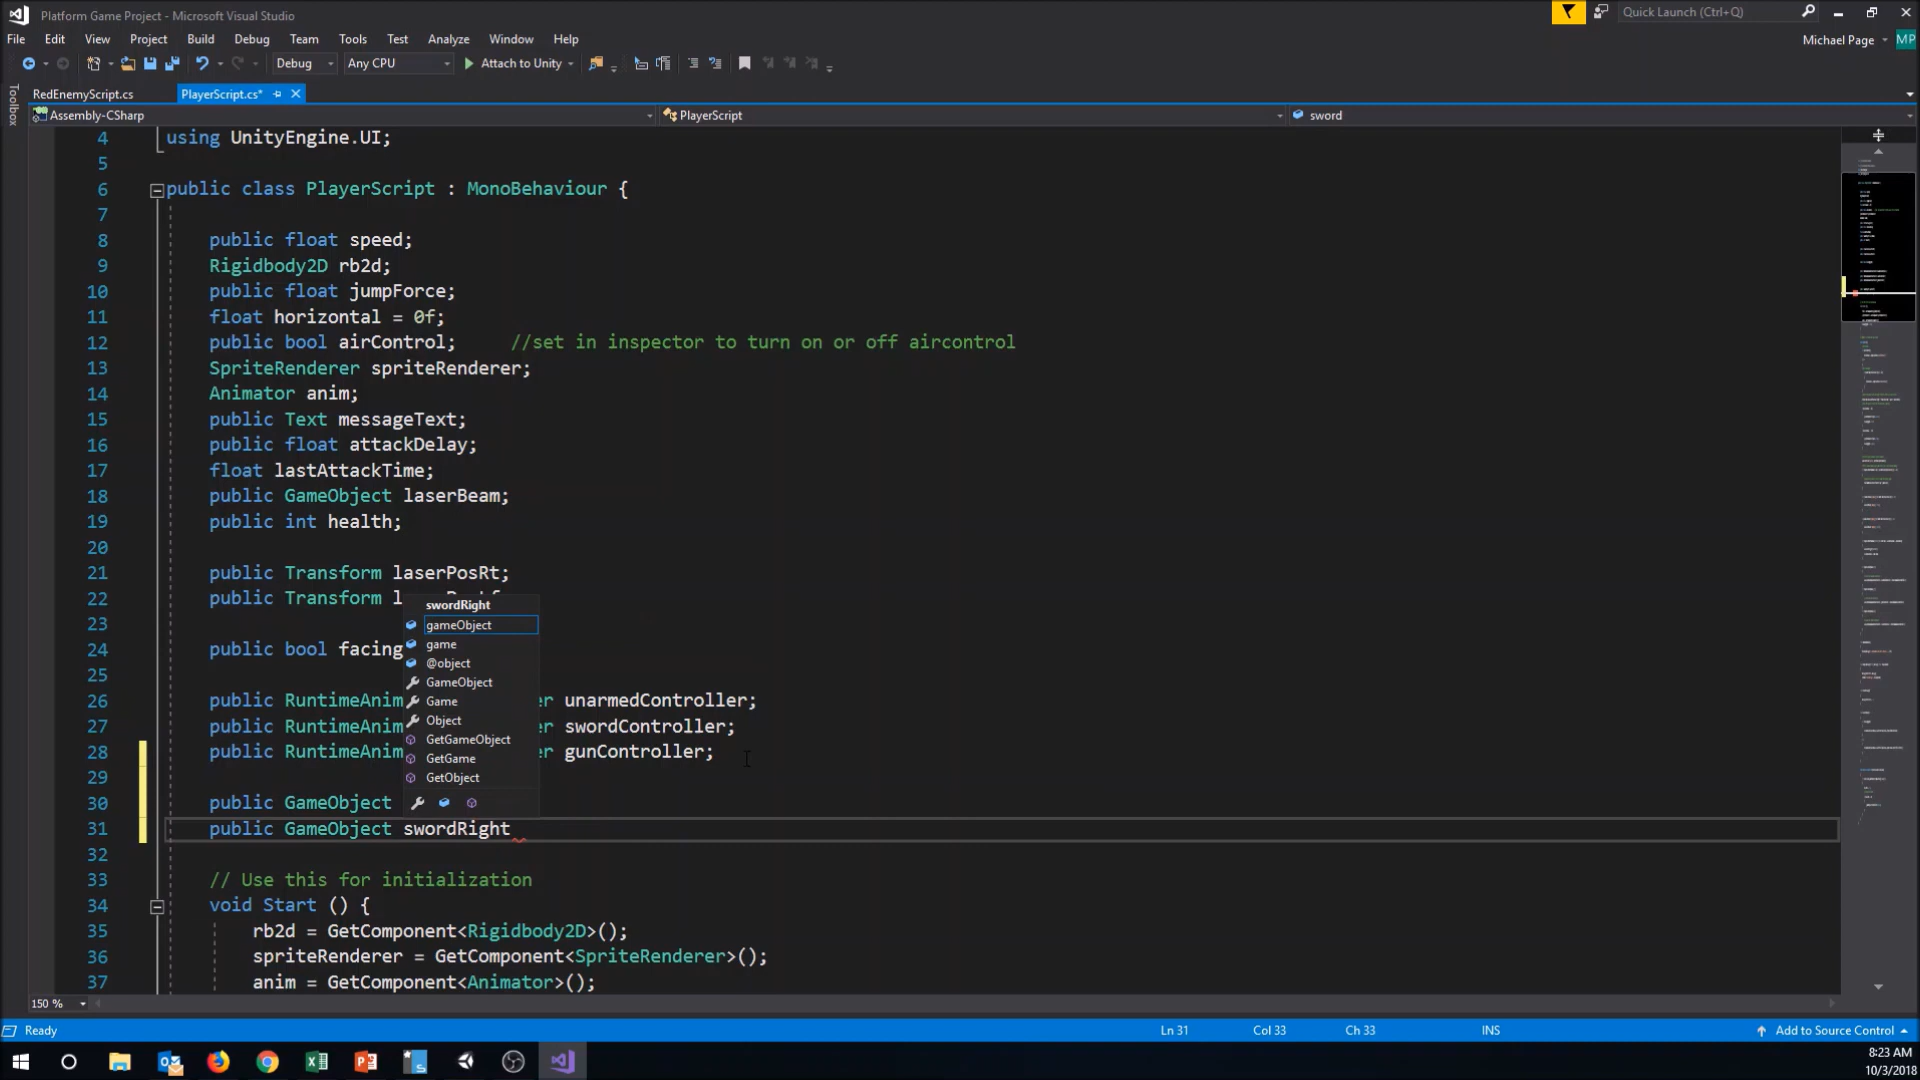 Platform Game Project - Microsoft Visual Studio
Quick Launch (Ctrl+Q)
File Edit View Project Build Debug Team Tools Test Analyze Window Help
Michael Page MP
Debug Any CPU Attach to Unity
Toolbox
RedEnemyScript.cs PlayerScript.cs*
Assembly-CSharp PlayerScript sword
4 using UnityEngine.UI;
5
6 public class PlayerScript : MonoBehaviour {
7
8 public float speed;
9 Rigidbody2D rb2d;
10 public float jumpForce;
11 float horizontal = 0f;
12 public bool airControl; //set in inspector to turn on or off aircontrol
13 SpriteRenderer spriteRenderer;
14 Animator anim;
15 public Text messageText;
16 public float attackDelay;
17 float lastAttackTime;
18 public GameObject laserBeam;
19 public int health;
20
21 public Transform laserPosRt;
22 public Transform
23
24 public bool facing
25
26 public RuntimeAnim er unarmedController;
27 public RuntimeAnim er swordController;
28 public RuntimeAnim er gunController;
29
30 public GameObject
31 public GameObject swordRight
32
33 // Use this for initialization
34 void Start () {
35 rb2d = GetComponent<Rigidbody2D>();
36 spriteRenderer = GetComponent<SpriteRenderer>();
37 anim = GetComponent<Animator>();
swordRight
gameObject
game
@object
GameObject
Game
Object
GetGameObject
GetGame
GetObject
150 %
Ready Ln 31 Col 33 Ch 33 INS Add to Source Control
8:23 AM
10/3/2018